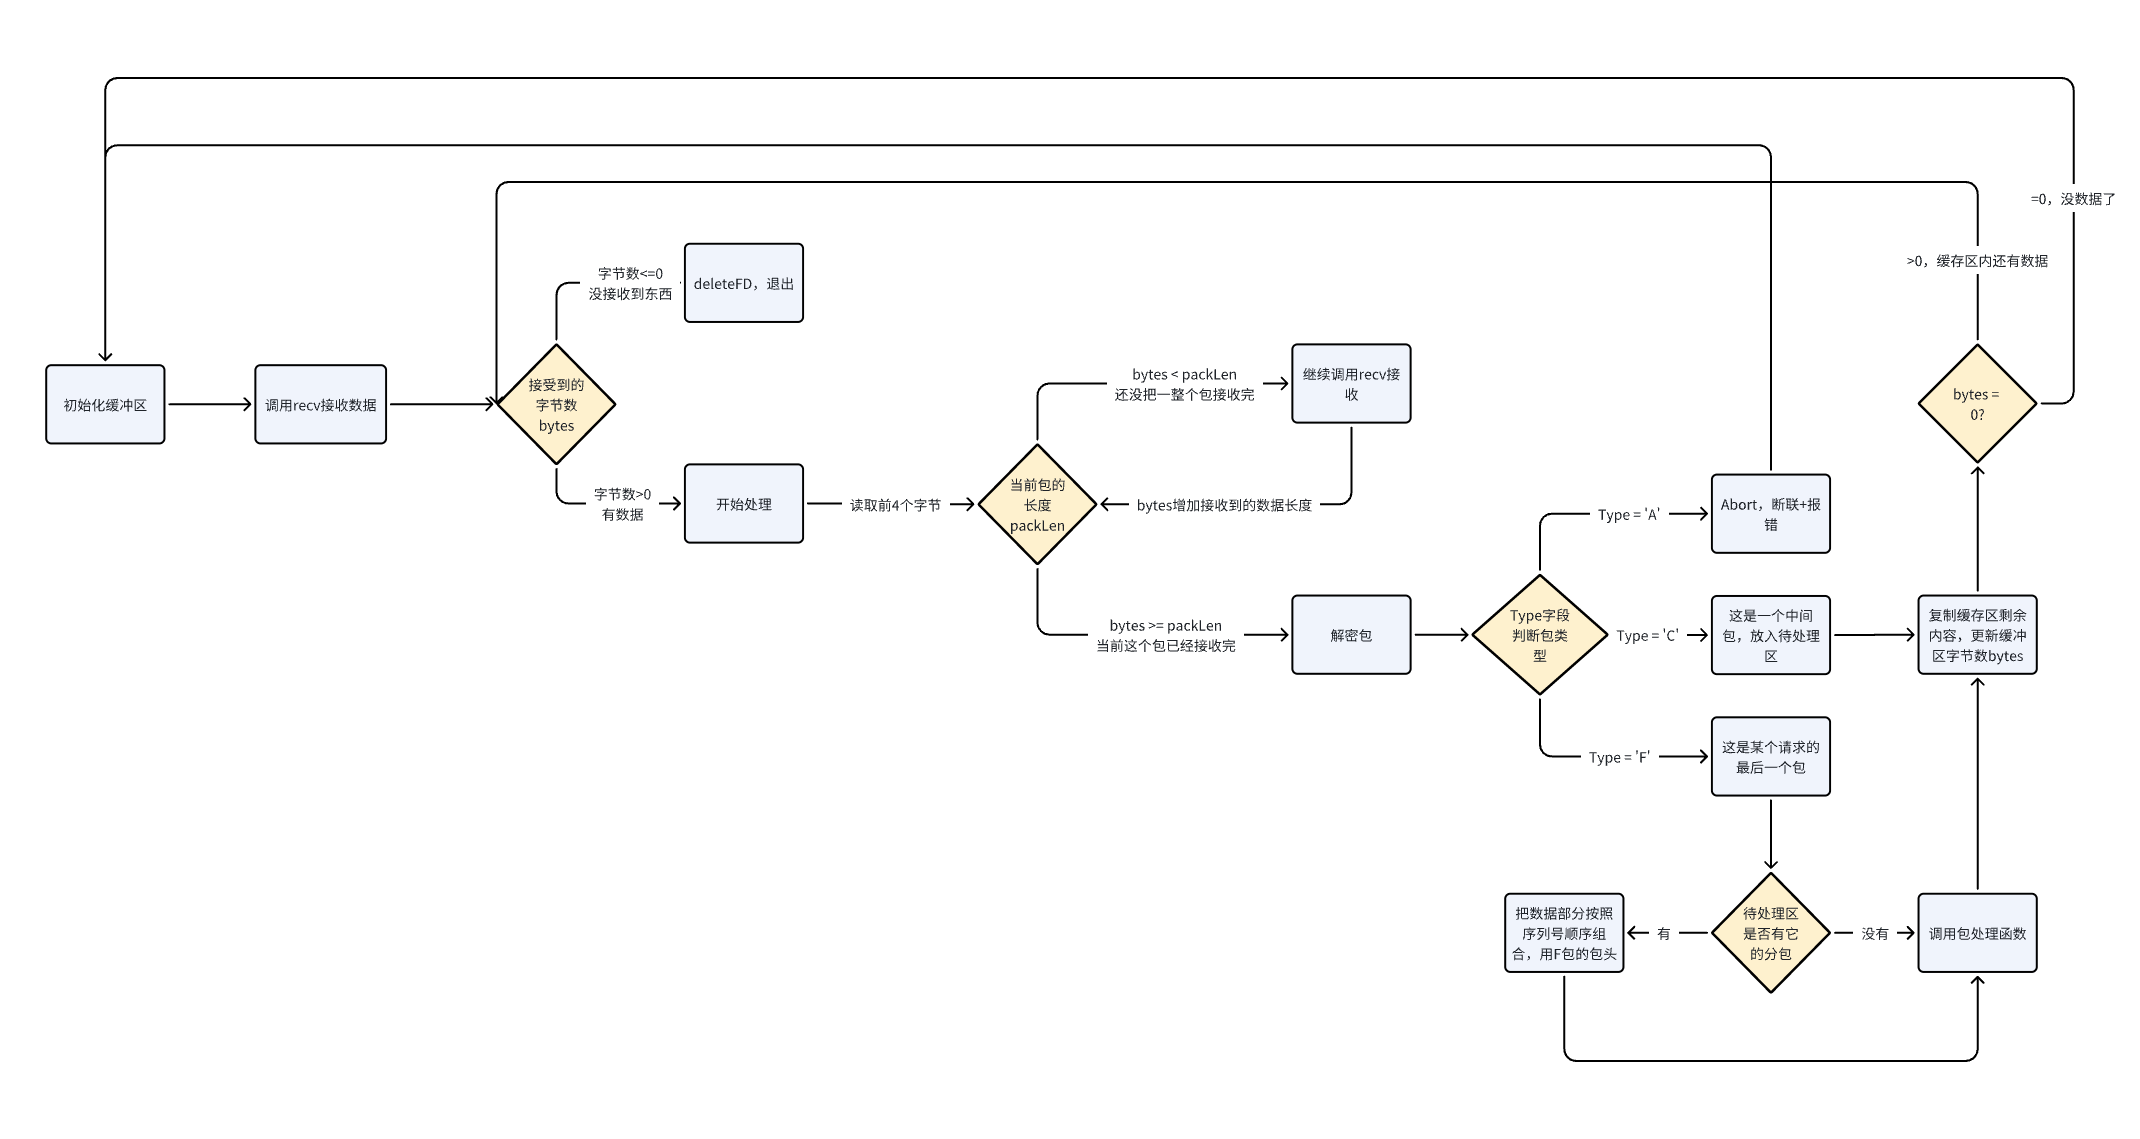 =0，没数据了
>0，缓存区内还有数据
字节数<=0
没接收到东西
deleteFD，退出
初始化缓冲区
调用recv接收数据
接受到的
字节数
bytes
字节数>0
有数据
开始处理
读取前4个字节
当前包的
长度
packLen
bytes < packLen
还没把一整个包接收完
继续调用recv接
收
bytes增加接收到的数据长度
bytes >= packLen
当前这个包已经接收完
解密包
Type字段
判断包类
型
Type = 'A'
Abort，断联+报
错
Type = 'C'
这是一个中间
包，放入待处理
区
Type = 'F'
这是某个请求的
最后一个包
待处理区
是否有它
的分包
有
把数据部分按照
序列号顺序组
合，用F包的包头
没有
调用包处理函数
复制缓存区剩余
内容，更新缓冲
区字节数bytes
bytes =
0?